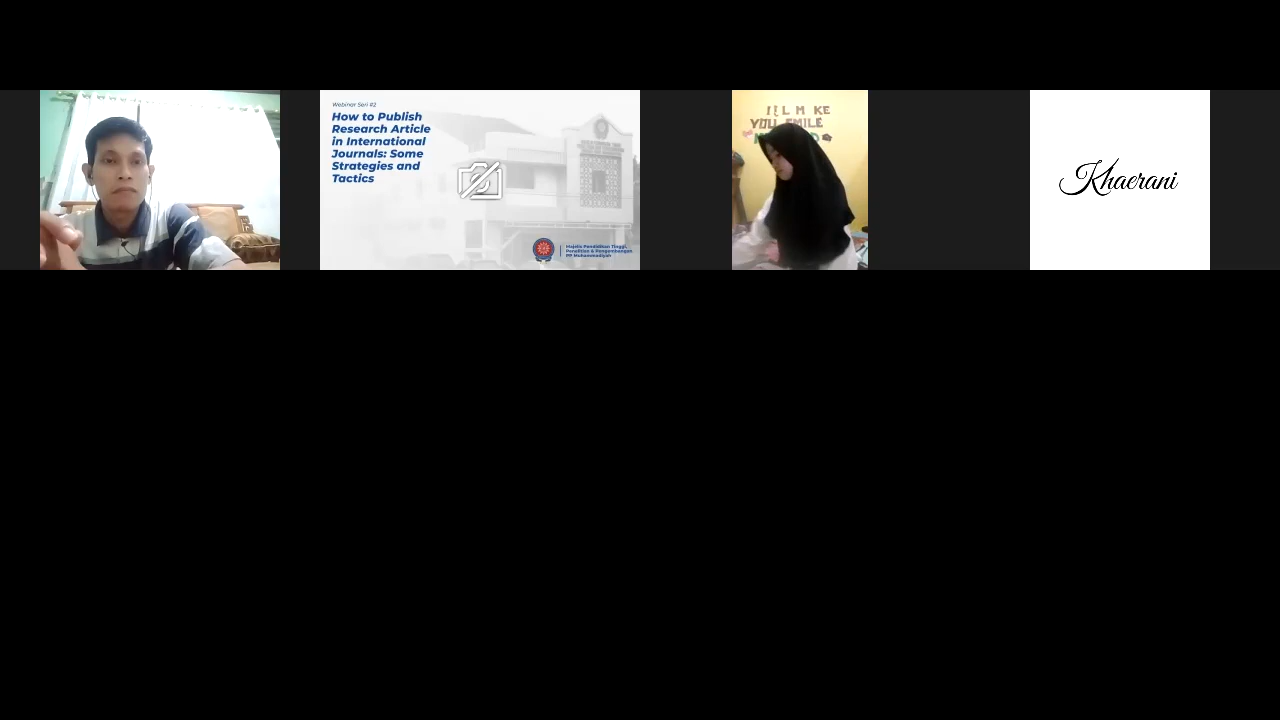 Webinar Seri #2
How to Publish
Research Article
in International
Journals: Some
Strategies and
Tactics
Majelis Pendidikan Tinggi,
Penelitian & Pengembangan
PP Muhammadiyah
I L L M KE
YOU SMILE
Khaerani